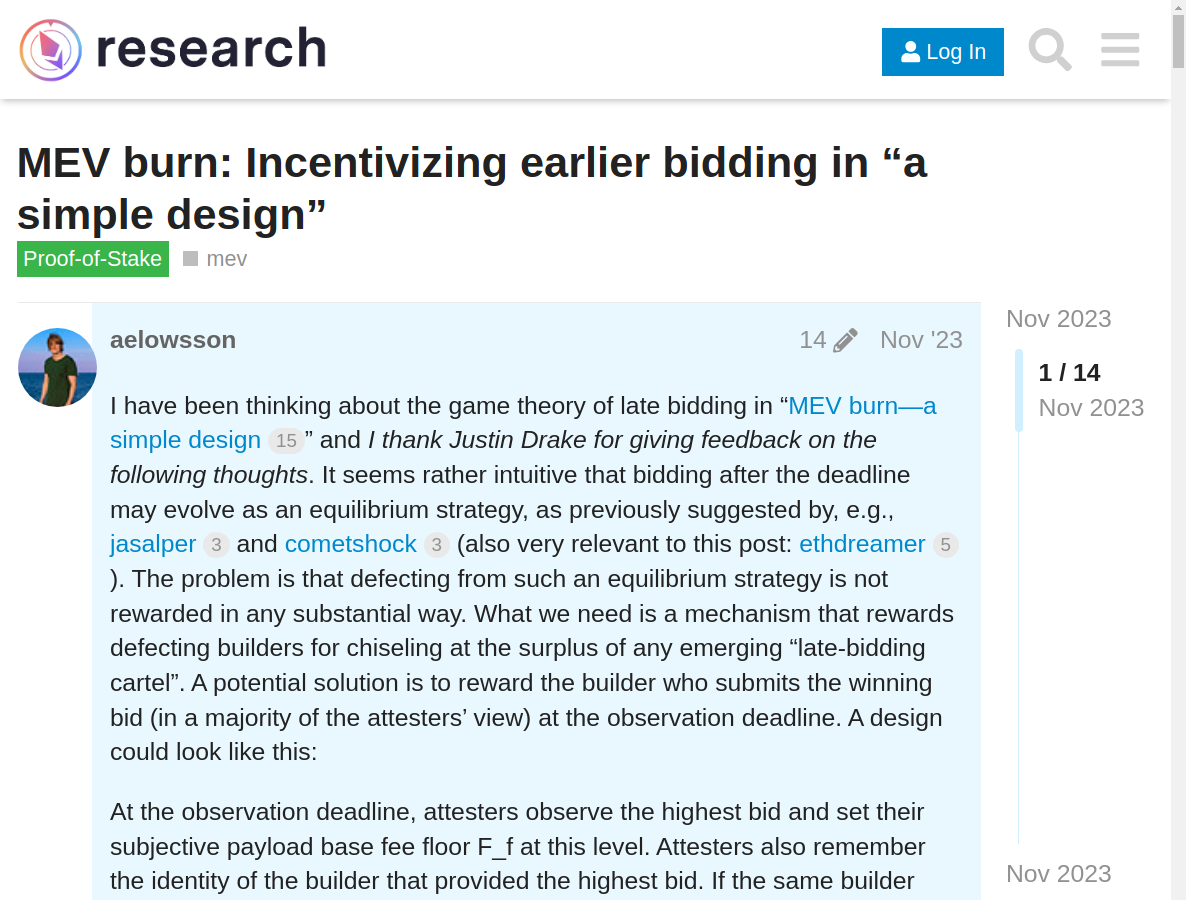 research
Log In
MEV burn: Incentivizing earlier bidding in “a
simple design”
Proof-of-Stake mev
aelowsson 14 Nov '23
Nov 2023
1 / 14
Nov 2023
I have been thinking about the game theory of late bidding in “MEV burn—a
simple design 15 ” and I thank Justin Drake for giving feedback on the
following thoughts. It seems rather intuitive that bidding after the deadline
may evolve as an equilibrium strategy, as previously suggested by, e.g.,
jasalper 3 and cometshock 3 (also very relevant to this post: ethdreamer 5
). The problem is that defecting from such an equilibrium strategy is not
rewarded in any substantial way. What we need is a mechanism that rewards
defecting builders for chiseling at the surplus of any emerging “late-bidding
cartel”. A potential solution is to reward the builder who submits the winning
bid (in a majority of the attesters’ view) at the observation deadline. A design
could look like this:
At the observation deadline, attesters observe the highest bid and set their
subjective payload base fee floor F_f at this level. Attesters also remember
the identity of the builder that provided the highest bid. If the same builder
Nov 2023